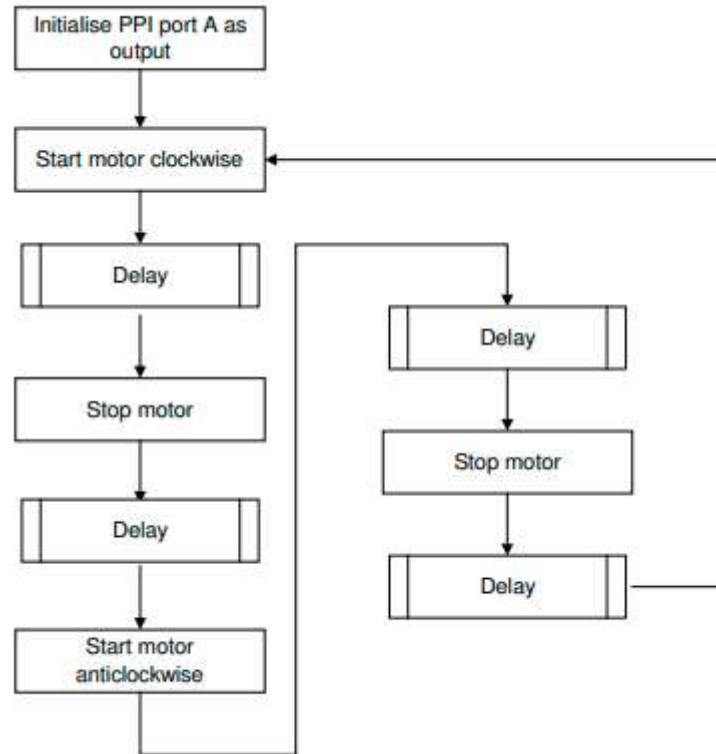 Initialise PPI port A as
output
Start motor clockwise
Delay
Stop motor
Delay
Start motor
anticlockwise
Delay
Stop motor
Delay